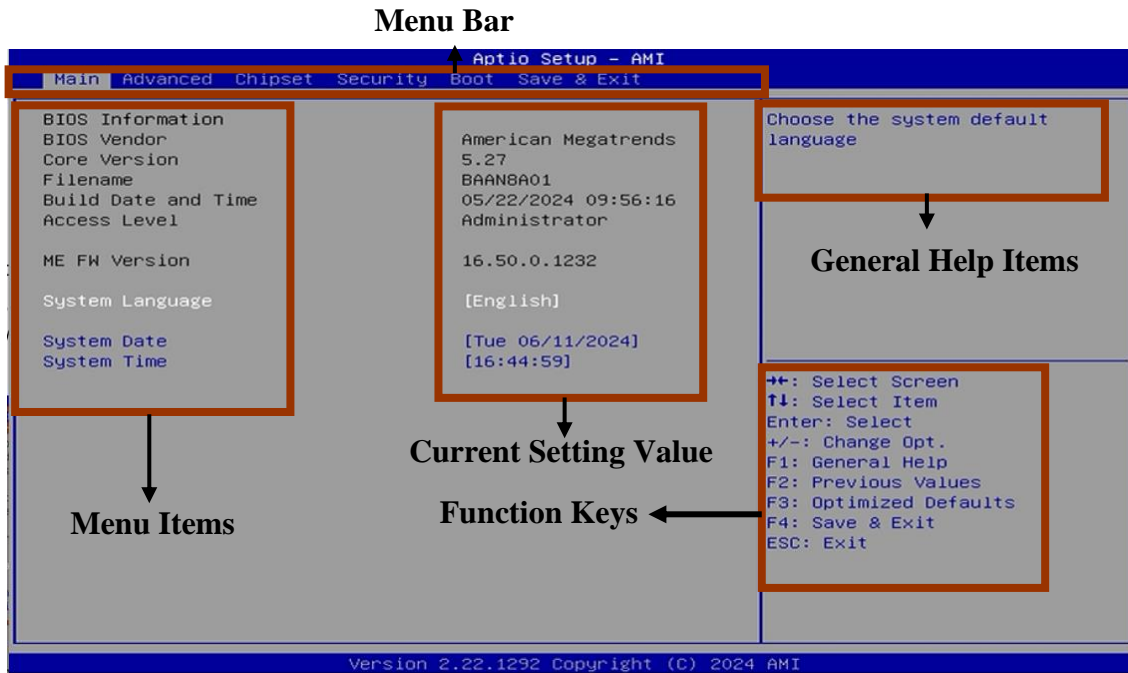 Menu Bar
Aptio Setup – AMI
Main Advanced Chipset Security Boot Save & Exit
BIOS Information
BIOS Vendor American Megatrends
Core Version 5.27
Filename BAAN8A01
Build Date and Time 05/22/2024 09:56:16
Access Level Administrator
ME FW Version 16.50.0.1232
System Language [English]
System Date [Tue 06/11/2024]
System Time [16:44:59]
Choose the system default
language
General Help Items
→←: Select Screen
↑↓: Select Item
Enter: Select
+/-: Change Opt.
F1: General Help
F2: Previous Values
F3: Optimized Defaults
F4: Save & Exit
ESC: Exit
Current Setting Value
Function Keys
Menu Items
Version 2.22.1292 Copyright (C) 2024 AMI